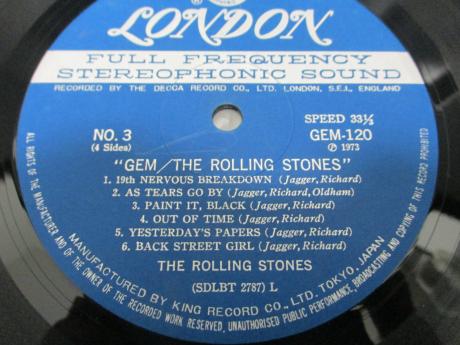 LONDON
FULL FREQUENCY
STEREOPHONIC SOUND
RECORDED BY THE DECCA RECORD CO., LTD. LONDON, S.E.I., ENGLAND
NO. 3
(4 Sides)
SPEED 33⅓
GEM-120
℗ 1973
"GEM/THE ROLLING STONES"
1. 19th NERVOUS BREAKDOWN (Jagger, Richard)
2. AS TEARS GO BY (Jagger, Richard, Oldham)
3. PAINT IT, BLACK (Jagger, Richard)
4. OUT OF TIME (Jagger, Richard)
5. YESTERDAY'S PAPERS (Jagger, Richard)
6. BACK STREET GIRL (Jagger, Richard)
THE ROLLING STONES
(SDLBT 2787) L
MANUFACTURED BY KING RECORD CO., LTD. TOKYO, JAPAN
ALL RIGHTS OF THE MANUFACTURER AND OF THE OWNER OF THE RECORDED WORK RESERVED, UNAUTHORISED PUBLIC PERFORMANCE, BROADCASTING AND COPYING OF THIS RECORD PROHIBITED